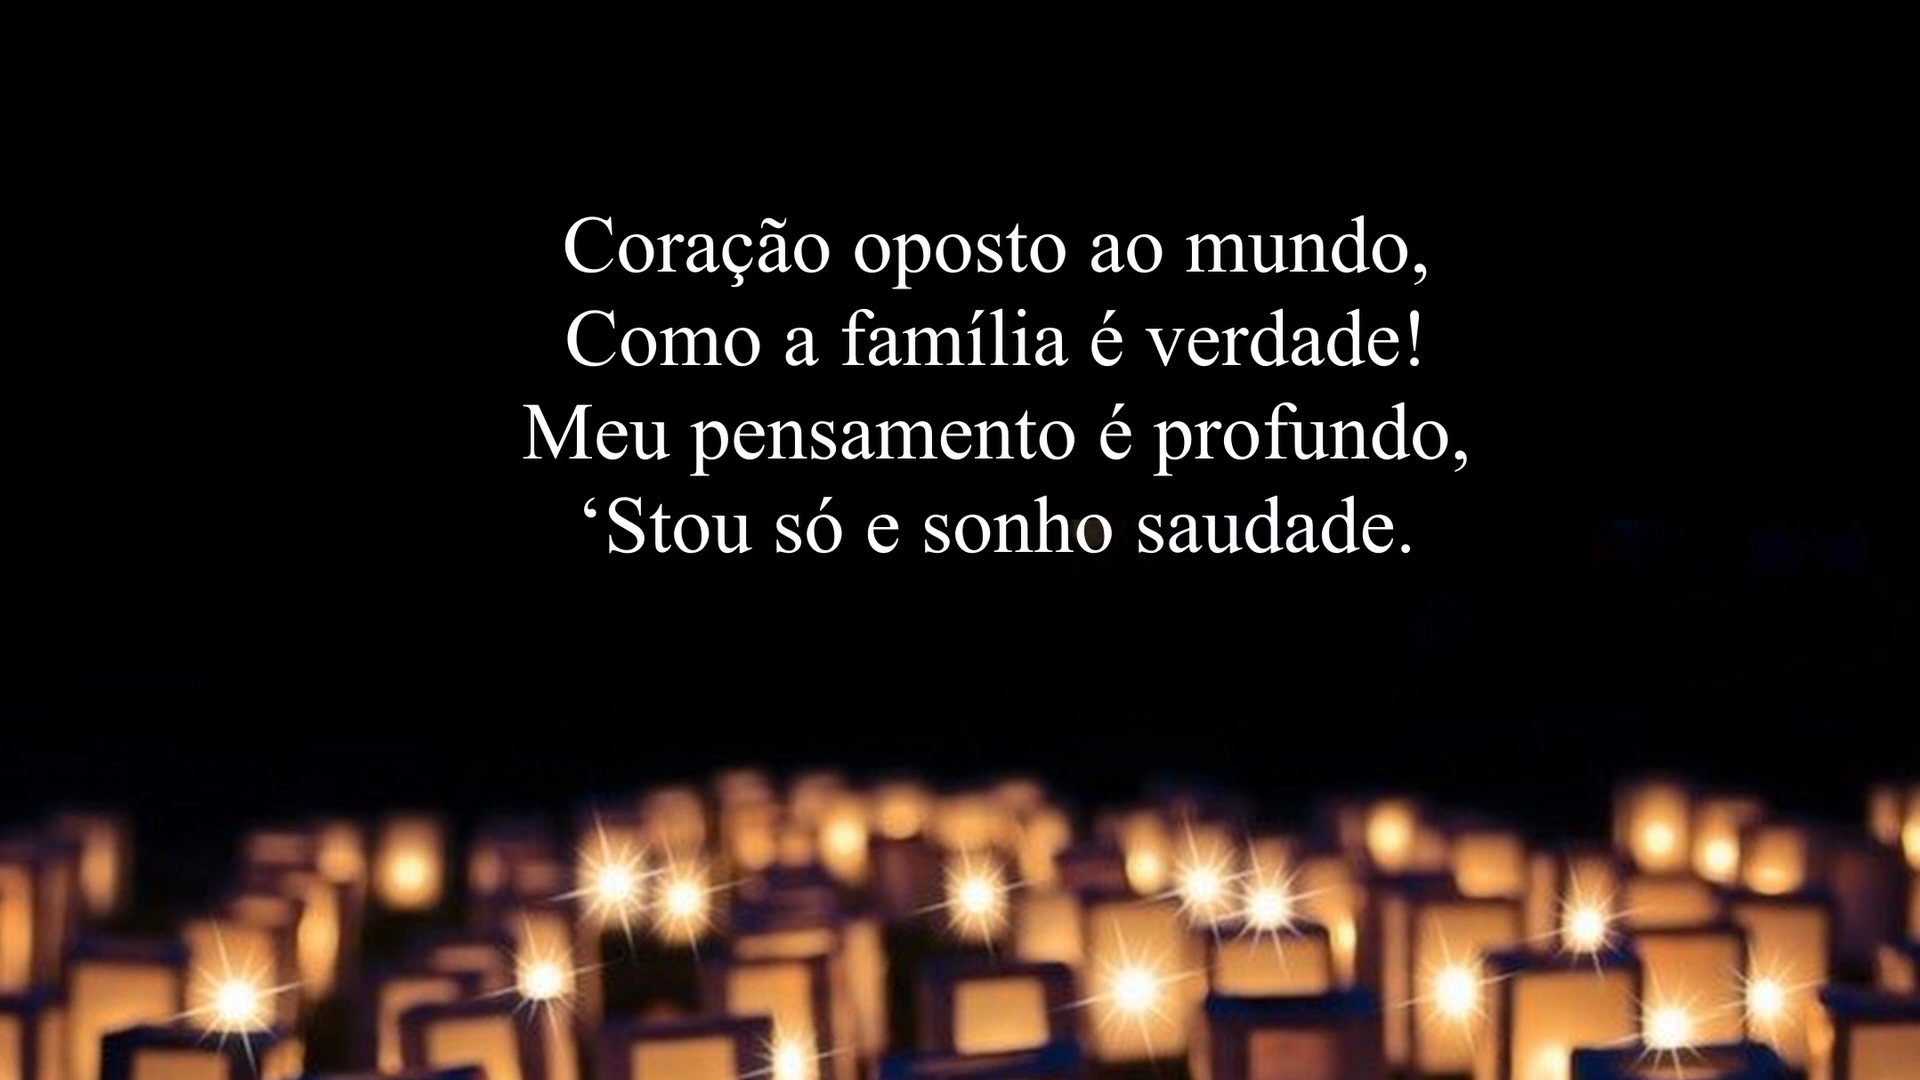 Coração oposto ao mundo,
Como a família é verdade!
Meu pensamento é profundo,
‘Stou só e sonho saudade.